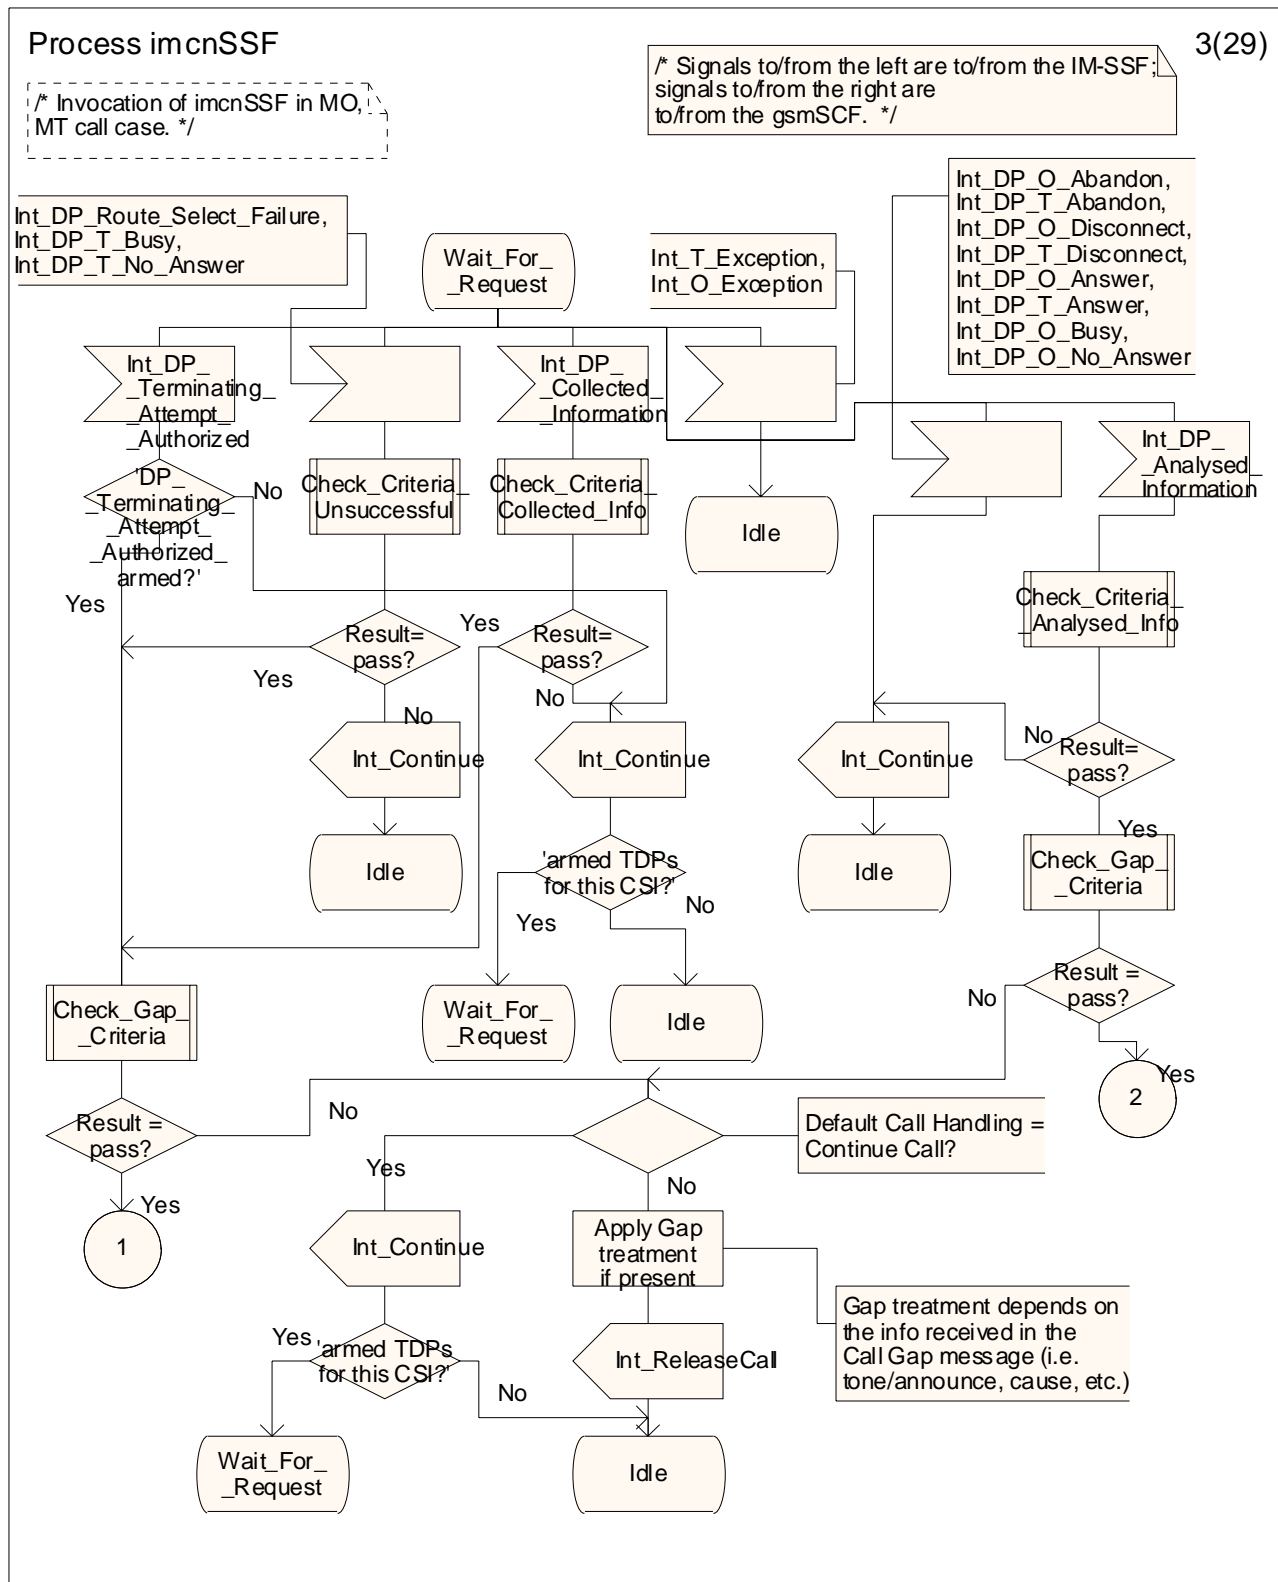 Process imcnSSF
3(29)
/* Invocation of imcnSSF in MO,
MT call case. */
/* Signals to/from the left are to/from the IM-SSF;
signals to/from the right are
to/from the gsmSCF. */
Int_DP_Route_Select_Failure,
Int_DP_T_Busy,
Int_DP_T_No_Answer
Wait_For_
_Request
Int_T_Exception,
Int_O_Exception
Int_DP_O_Abandon,
Int_DP_T_Abandon,
Int_DP_O_Disconnect,
Int_DP_T_Disconnect,
Int_DP_O_Answer,
Int_DP_T_Answer,
Int_DP_O_Busy,
Int_DP_O_No_Answer
Int_DP_
_Terminating_
_Attempt_
_Authorized
Int_DP_
_Collected_
_Information
Int_DP_
_Analysed_
_Information
'DP_
_Terminating_
_Attempt_
_Authorized_
armed?'
No
Yes
Check_Criteria_
Unsuccessful
Check_Criteria_
Collected_Info
Idle
Check_Criteria_
_Analysed_Info
Result=
pass?
Yes
No
Result=
pass?
Yes
No
Int_Continue
Int_Continue
Int_Continue
No
Result=
pass?
Yes
Idle
'armed TDPs
for this CSI?'
Yes
No
Idle
Check_Gap_
_Criteria
Check_Gap_
_Criteria
Wait_For_
_Request
Idle
Result =
pass?
No
Yes
2
Result =
pass?
No
Yes
1
Default Call Handling =
Continue Call?
Yes
No
Int_Continue
Apply Gap
treatment
if present
Gap treatment depends on
the info received in the
Call Gap message (i.e.
tone/announce, cause, etc.)
Yes
'armed TDPs
for this CSI?'
No
Int_ReleaseCall
Wait_For_
_Request
Idle